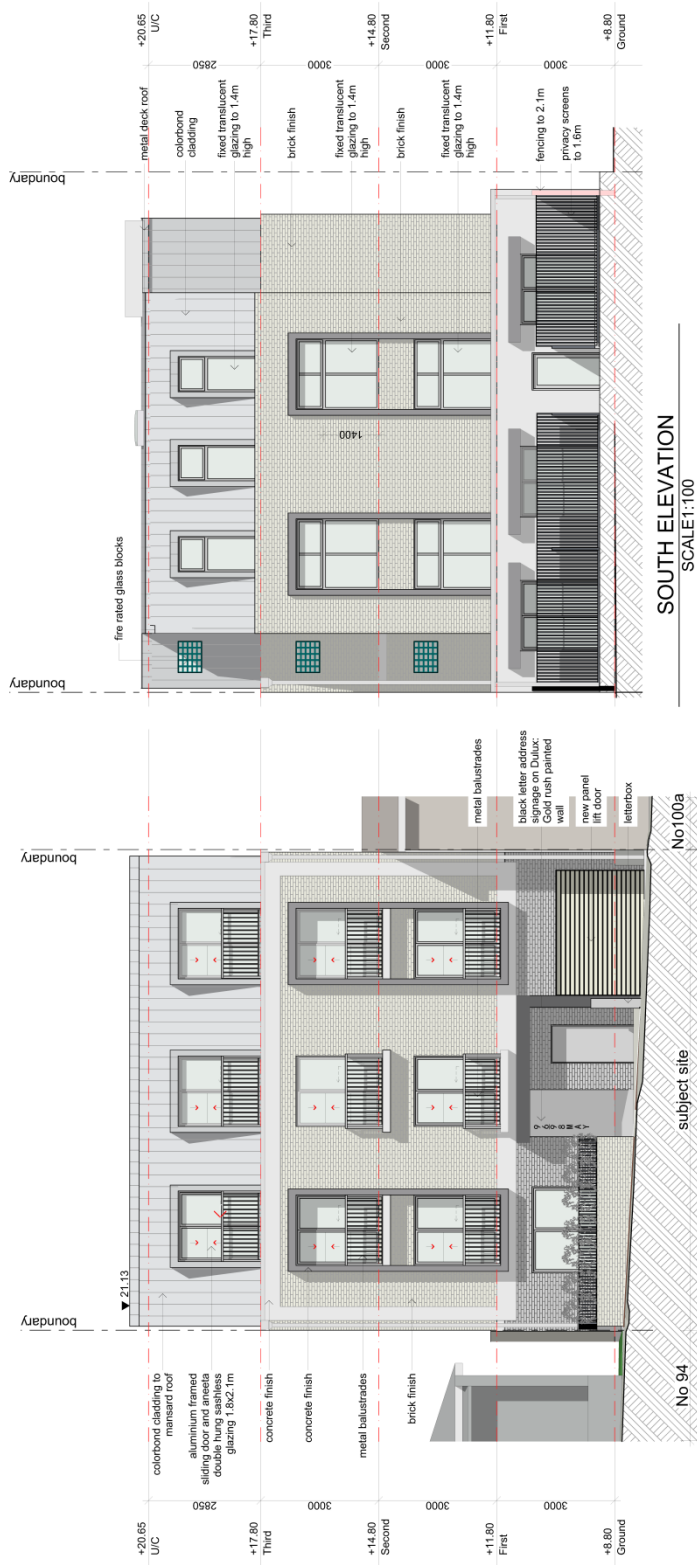 +20.65
U/C
+17.80
Third
+14.80
Second
+11.80
First
+8.80
Ground
2850
3000
3000
3000
colorbond cladding to
mansard roof
aluminium framed
sliding door and aneeta
double hung sashless
glazing 1.8x2.1m
concrete finish
concrete finish
metal balustrades
brick finish
No 94
boundary
21.13
9698MAY
subject site
boundary
metal balustrades
black letter address
signage on Dulux:
Gold rush painted
wall
new panel
lift door
letterbox
No100a
boundary
fire rated glass blocks
1400
boundary
metal deck roof
colorbond
cladding
fixed translucent
glazing to 1.4m
high
brick finish
fixed translucent
glazing to 1.4m
high
brick finish
fixed translucent
glazing to 1.4m
high
fencing to 2.1m
privacy screens
to 1.6m
2850
3000
3000
3000
+20.65
U/C
+17.80
Third
+14.80
Second
+11.80
First
+8.80
Ground
SOUTH ELEVATION
SCALE1:100